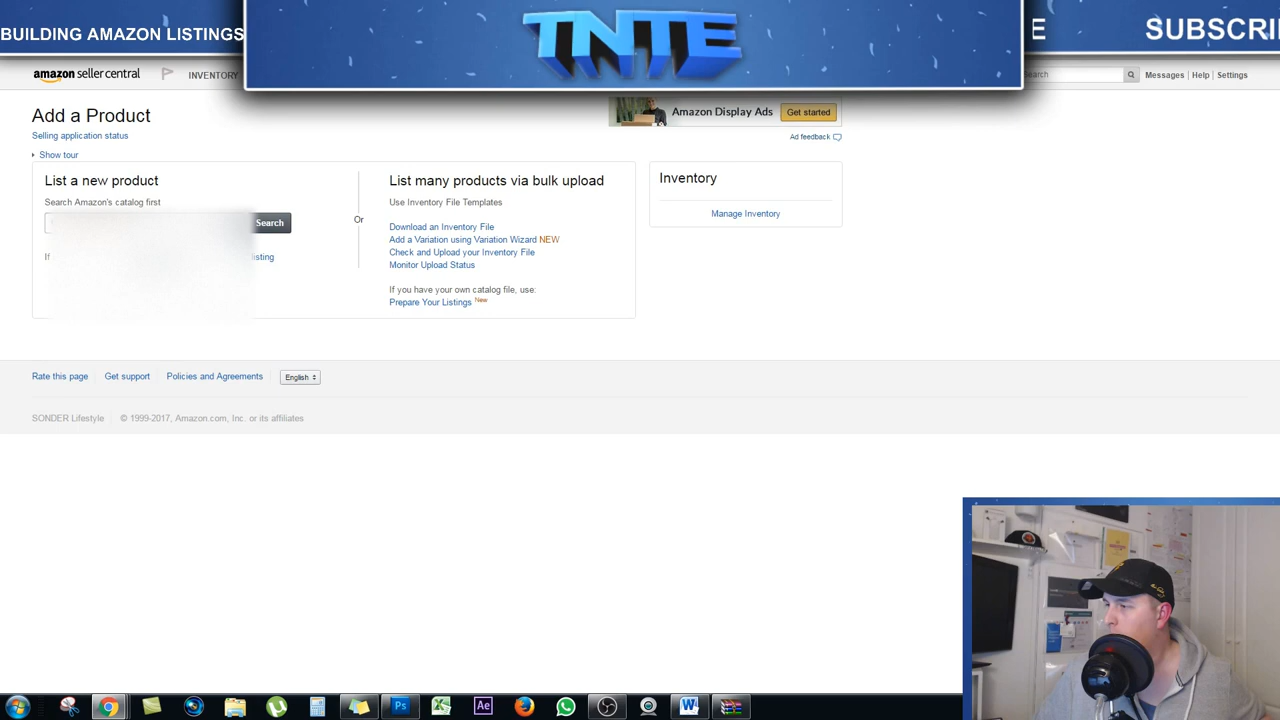 BUILDING AMAZON LISTINGS
TNTE
E
SUBSCRI
amazon seller central
INVENTORY
Search
Messages | Help | Settings
Add a Product
Selling application status
Amazon Display Ads
Get started
Ad feedback
Show tour
List a new product
Search Amazon's catalog first
Search
If
listing
Or
List many products via bulk upload
Use Inventory File Templates
Download an Inventory File
Add a Variation using Variation Wizard NEW
Check and Upload your Inventory File
Monitor Upload Status
If you have your own catalog file, use:
Prepare Your Listings New
Inventory
Manage Inventory
Rate this page
Get support
Policies and Agreements
English
SONDER Lifestyle
© 1999-2017, Amazon.com, Inc. or its affiliates
Ps
Ae
W